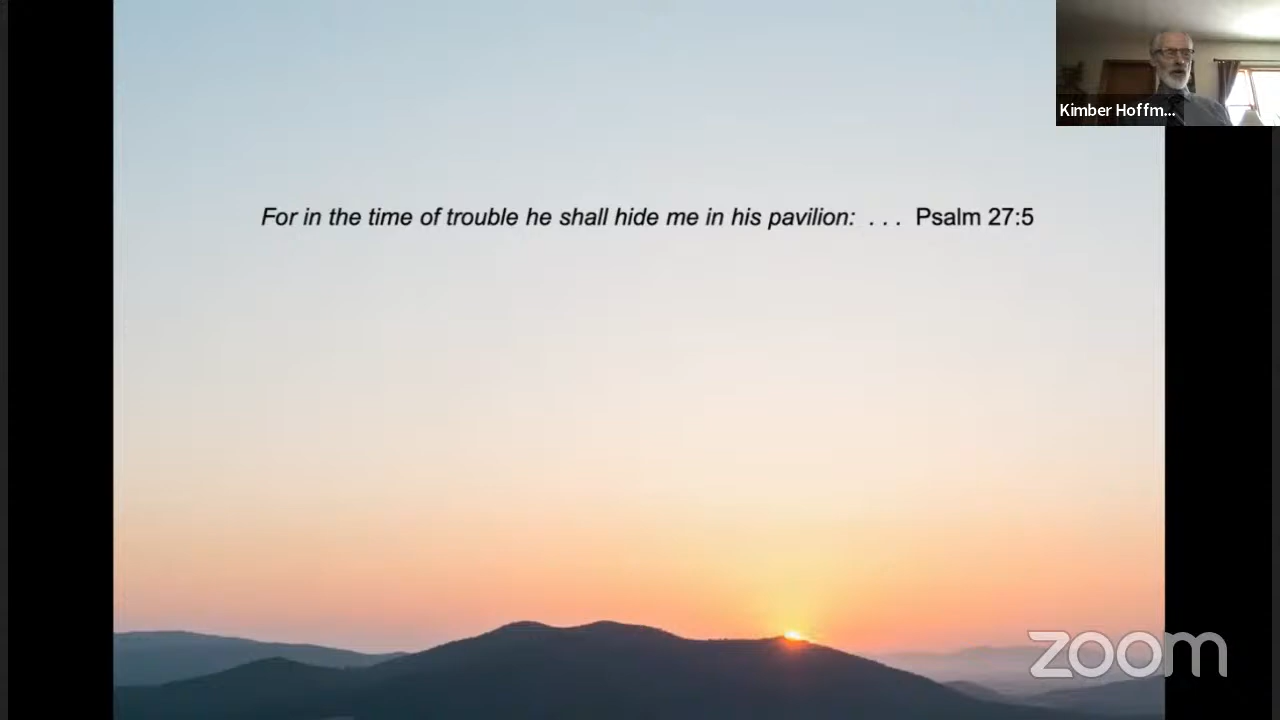 Kimber Hoffm...
For in the time of trouble he shall hide me in his pavilion: . . . Psalm 27:5
zoom